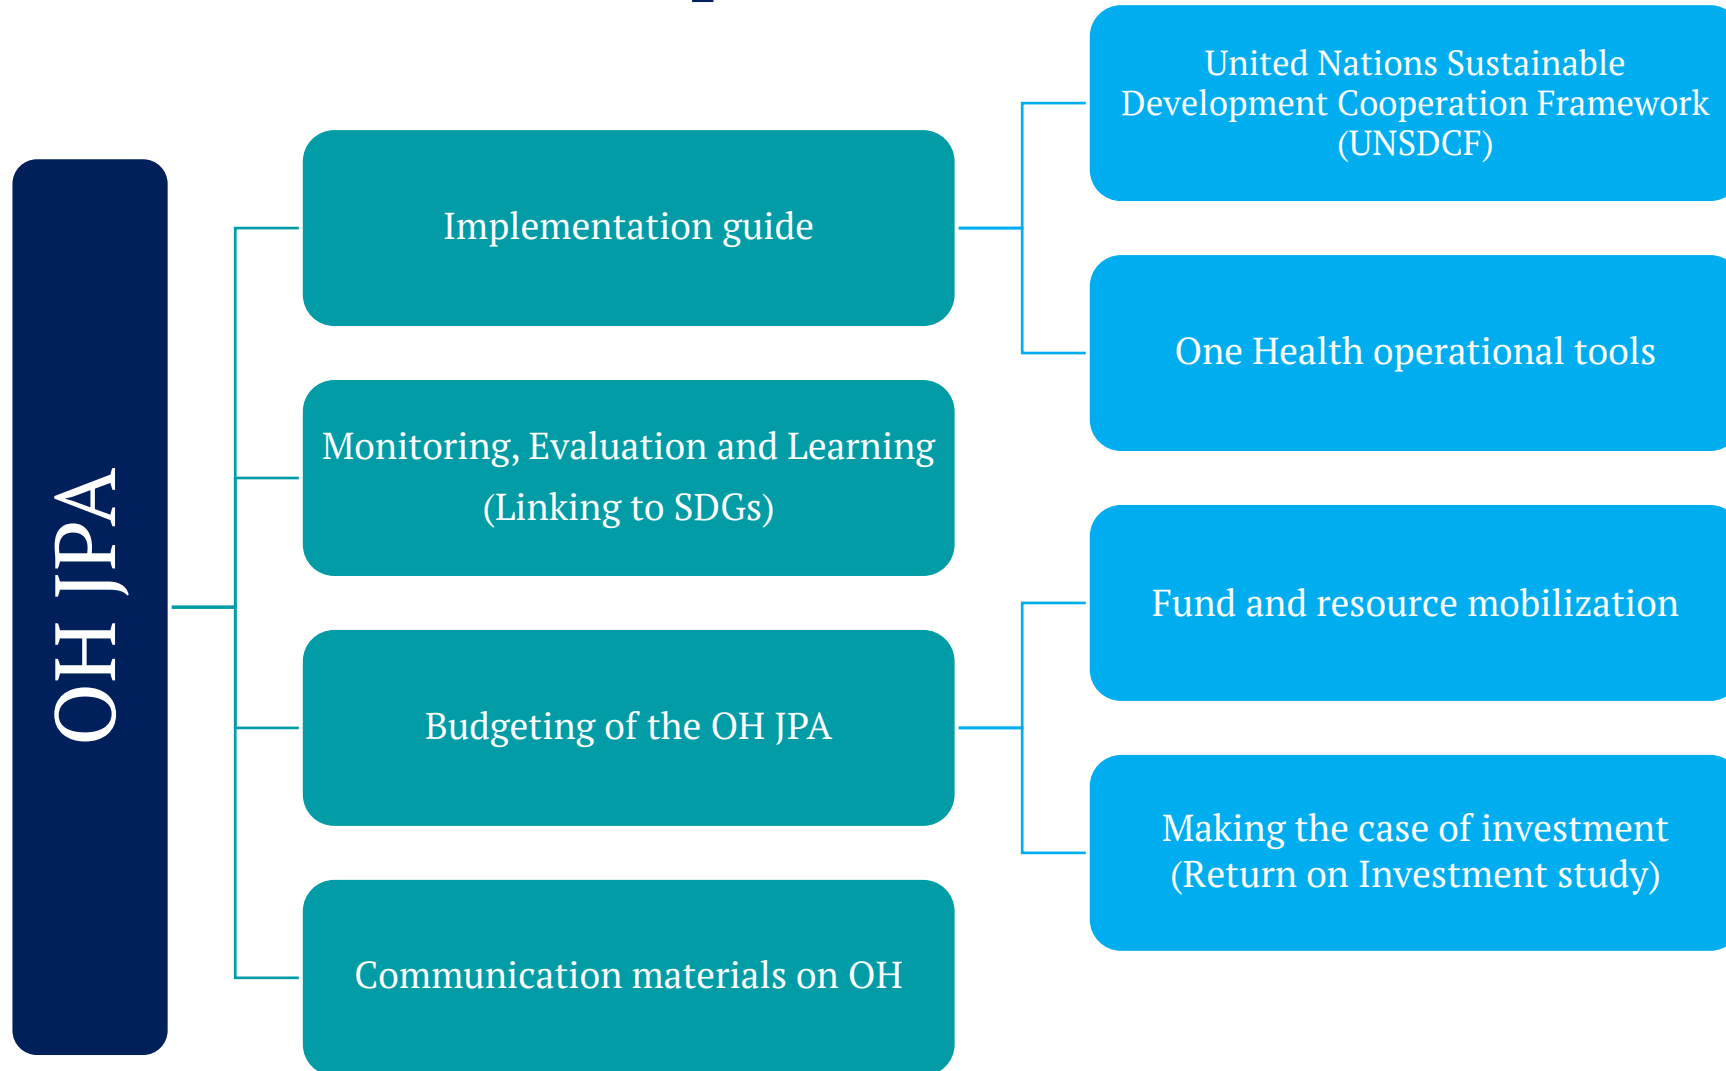 OH JPA
Implementation guide
Monitoring, Evaluation and Learning
(Linking to SDGs)
Budgeting of the OH JPA
Communication materials on OH
United Nations Sustainable
Development Cooperation Framework
(UNSDCF)
One Health operational tools
Fund and resource mobilization
Making the case of investment
(Return on Investment study)